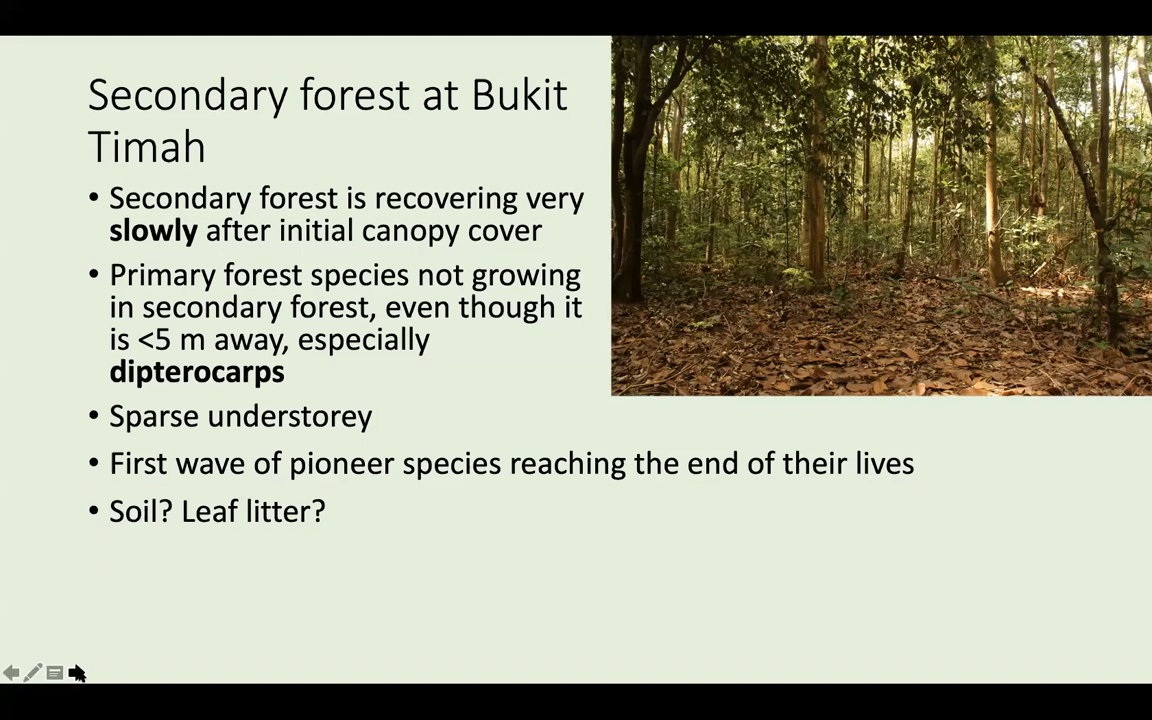 Secondary forest at Bukit
Timah
• Secondary forest is recovering very
slowly after initial canopy cover
• Primary forest species not growing
in secondary forest, even though it
is <5 m away, especially
dipterocarps
• Sparse understorey
• First wave of pioneer species reaching the end of their lives
• Soil? Leaf litter?